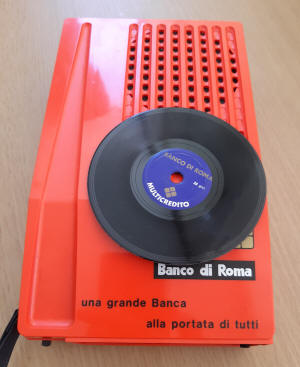 BANCO DI ROMA
MULTICREDITO
Banco di Roma
una grande Banca
alla portata di tutti